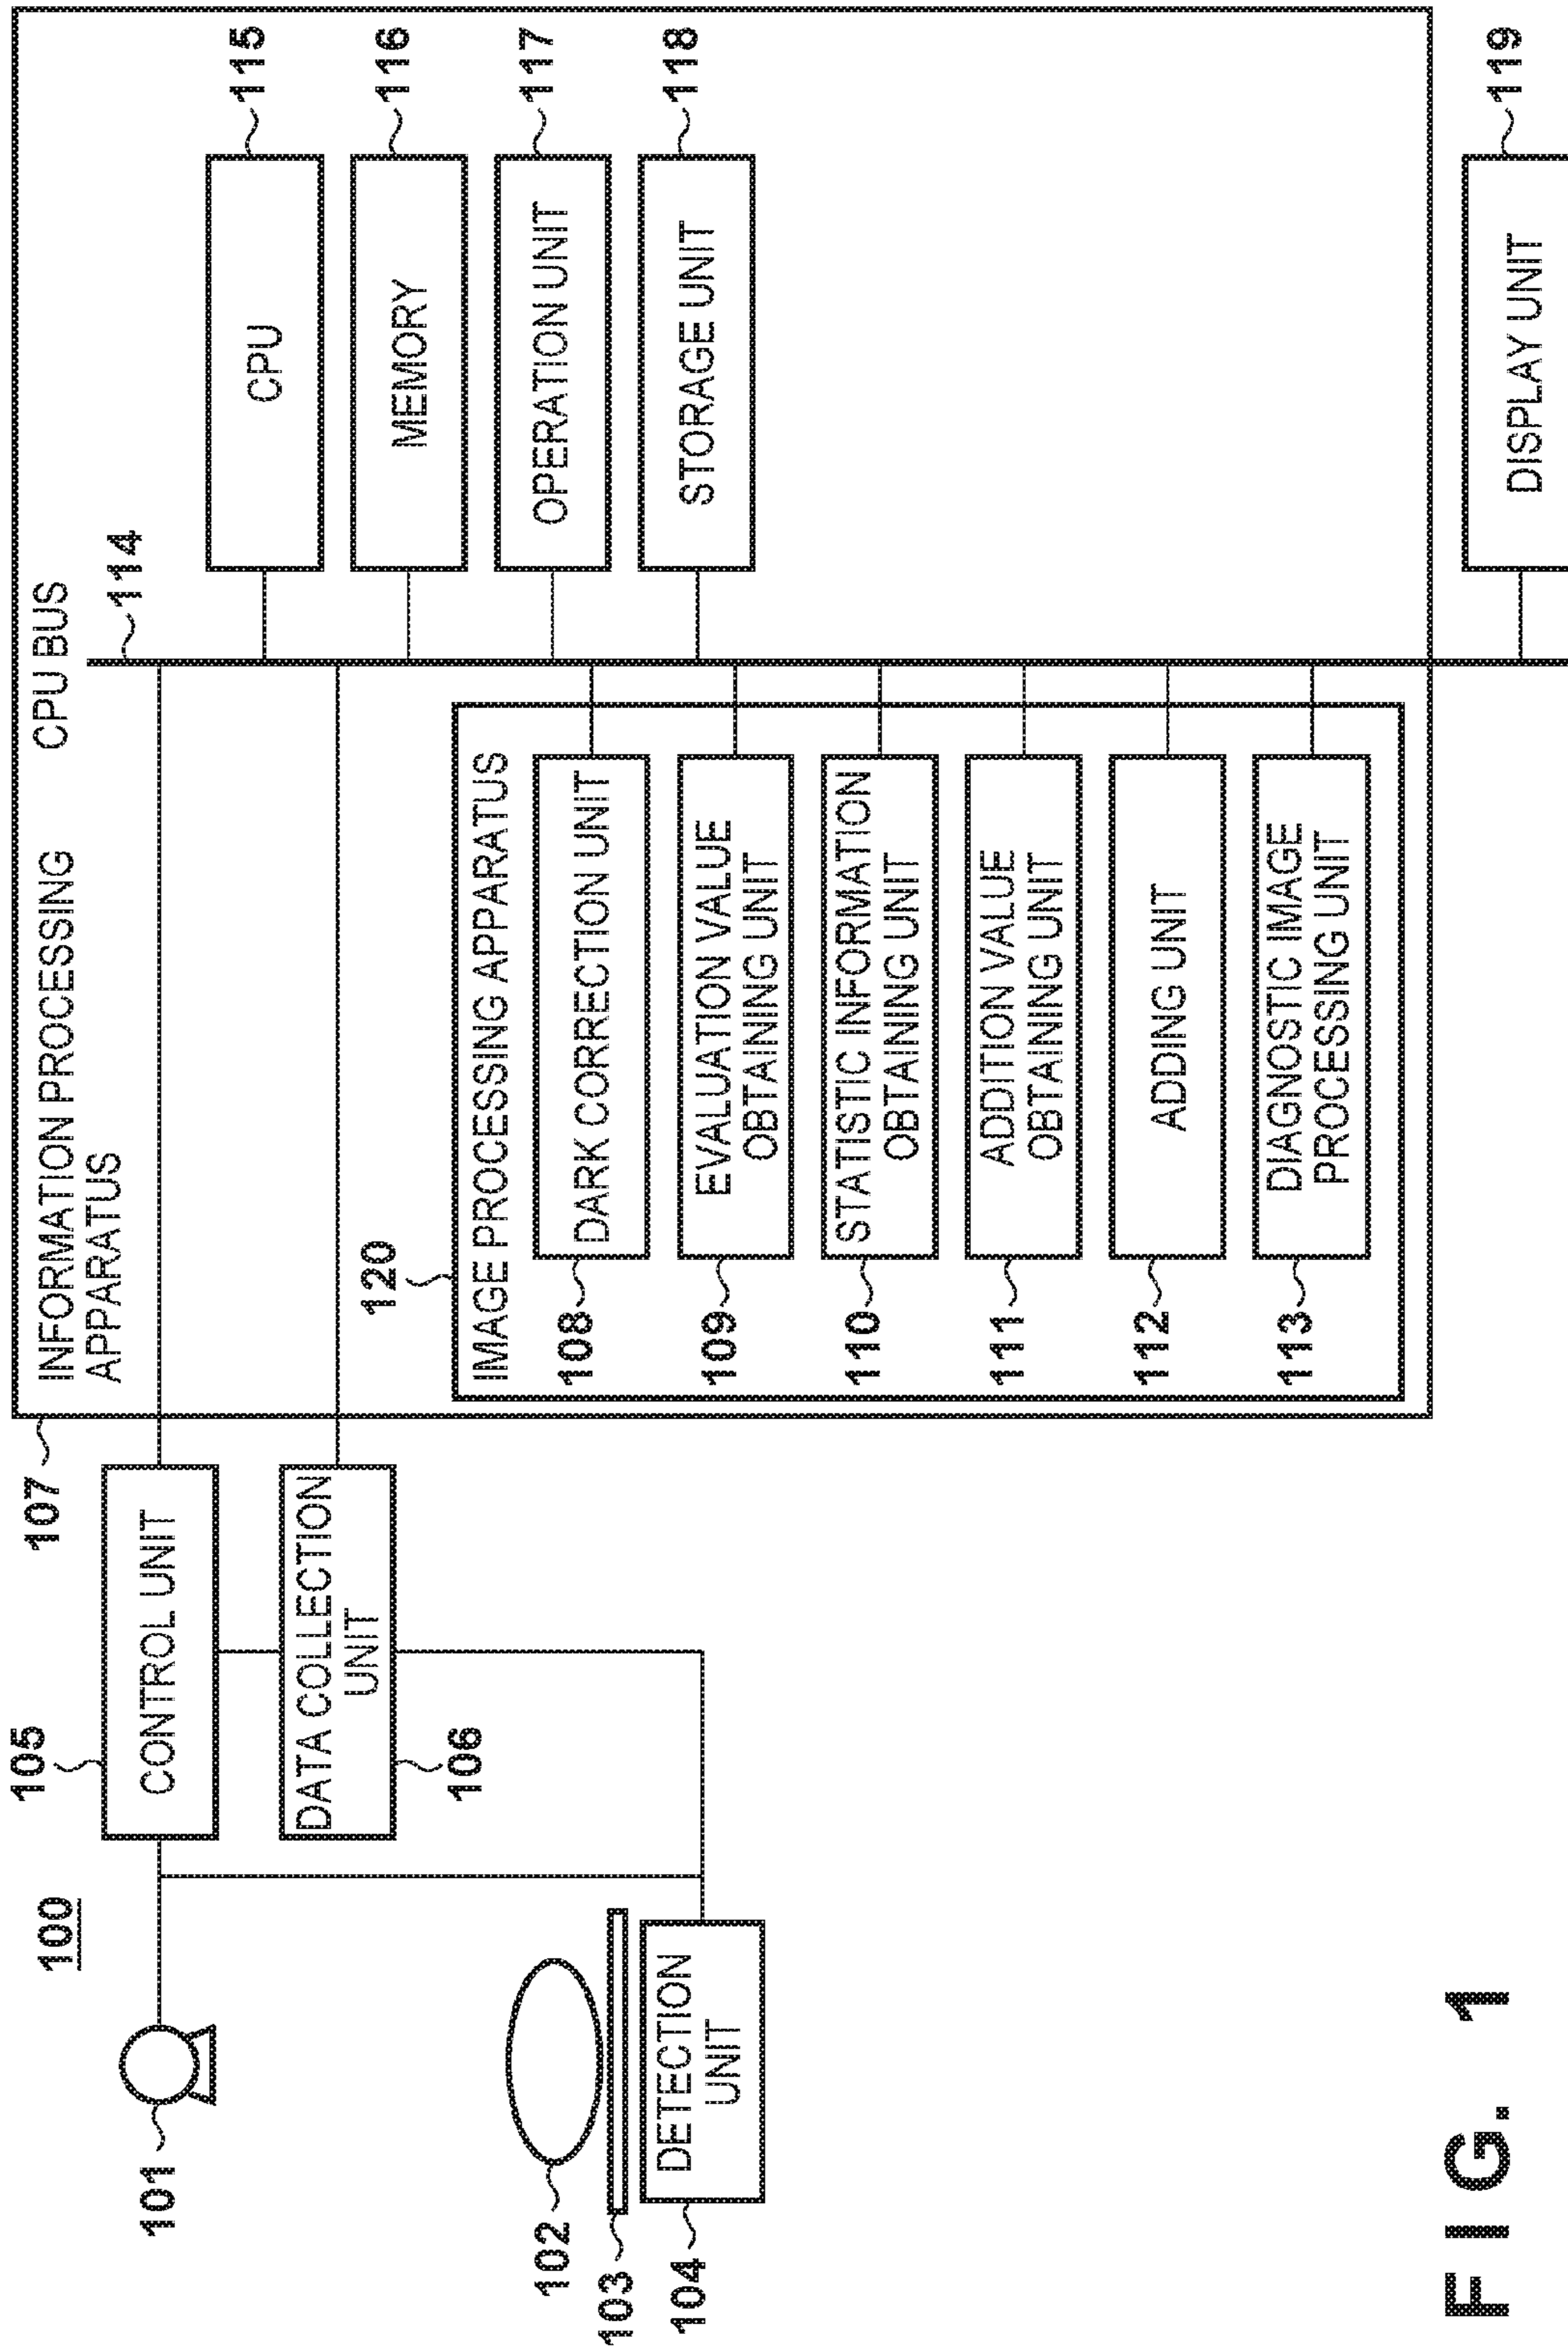 100
101
102
103
104
DETECTION
UNIT
105
CONTROL UNIT
DATA COLLECTION
UNIT
106
107
INFORMATION PROCESSING
APPARATUS
CPU BUS
114
120
IMAGE PROCESSING APPARATUS
108
DARK CORRECTION UNIT
109
EVALUATION VALUE
OBTAINING UNIT
110
STATISTIC INFORMATION
OBTAINING UNIT
111
ADDITION VALUE
OBTAINING UNIT
112
ADDING UNIT
113
DIAGNOSTIC IMAGE
PROCESSING UNIT
CPU
115
MEMORY
116
OPERATION UNIT
117
STORAGE UNIT
118
DISPLAY UNIT
119
FIG. 1